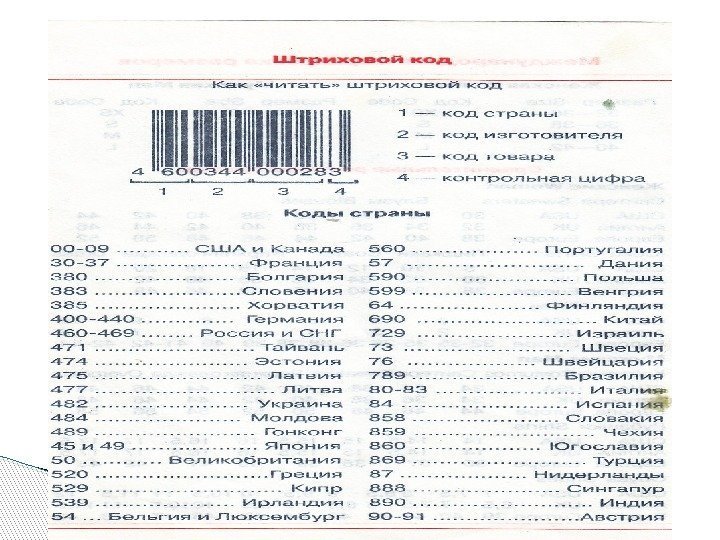 Штриховой код
Как «читать» штриховой код
4 600344 000283
1 2 3 4
1 — код страны
2 — код изготовителя
3 — код товара
4 — контрольная цифра
Коды страны
00-09 ........... США и Канада
30-37 .................... Франция
380 ....................... Болгария
383 ...................... Словения
385 ....................... Хорватия
400-440 ............... Германия
460-469 ........ Россия и СНГ
471 ........................ Тайвань
474 ........................ Эстония
475 .......................... Латвия
477 ............................ Литва
482 ........................ Украина
484 ....................... Молдова
489 ......................... Гонконг
45 и 49 ................... Япония
50 ............. Великобритания
520 ..........................Греция
529 ............................. Кипр
539 ...................... Ирландия
54 ... Бельгия и Люксембург
560 ................... Португалия
57 .............................. Дания
590 ......................... Польша
599 ........................ Венгрия
64 ...................... Финляндия
690 ........................... Китай
729 ......................... Израиль
73 ......................... Швеция
76 .................... Швейцария
789 ....................... Бразилия
80-83 ...................... Италия
84 .......................... Испания
858 ....................... Словакия
859 ........................... Чехия
860 .................... Югославия
869 .......................... Турция
87 .................... Нидерланды
888 ....................... Сингапур
890 .......................... Индия
90-91 ......................Австрия